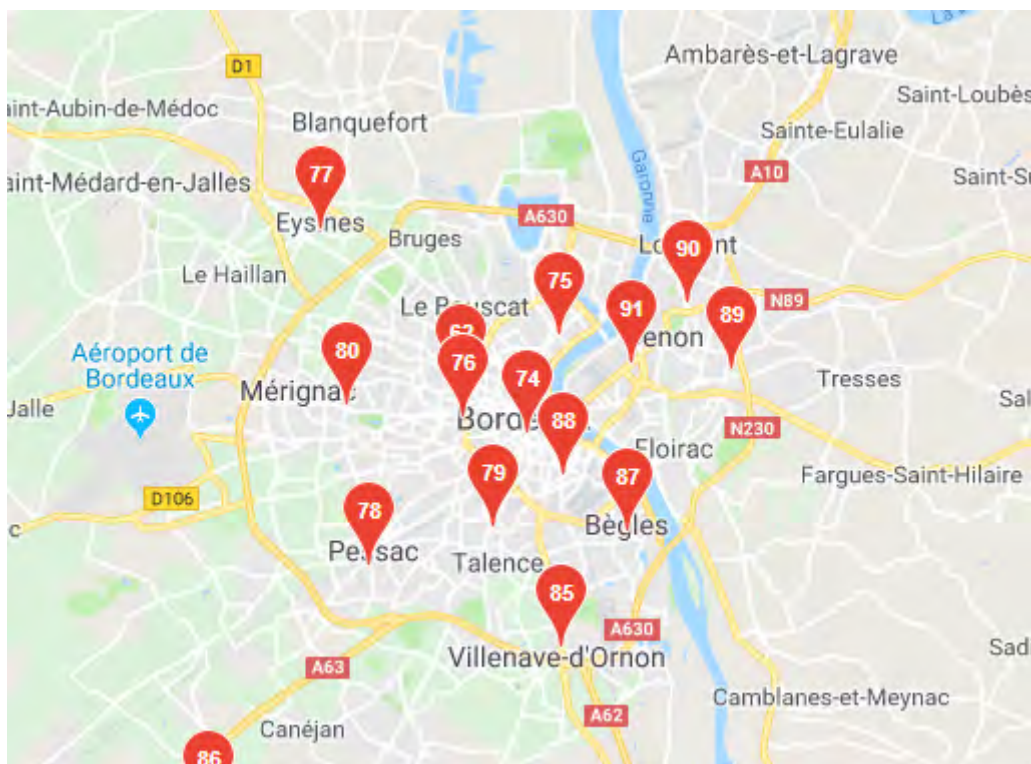 Ambarès-et-Lagrave
D1
Saint-Loubès
aint-Aubin-de-Médoc
Blanquefort
Sainte-Eulalie
Garonne
A10
77
aint-Médard-en-Jalles
Saint-Su
A630
Eysines
Bruges
90
Le Haillan
75
N89
Le Bouscat
91
89
62
enon
80
76
Aéroport de
Bordeaux
74
Tresses
Mérignac
Jalle
88
N230
Floirac
79
87
Fargues-Saint-Hilaire
D106
78
Bègles
c
Pessac
Talence
85
A630
Villenave-d'Ornon
A63
Camblanes-et-Meynac
A62
Canéjan
86